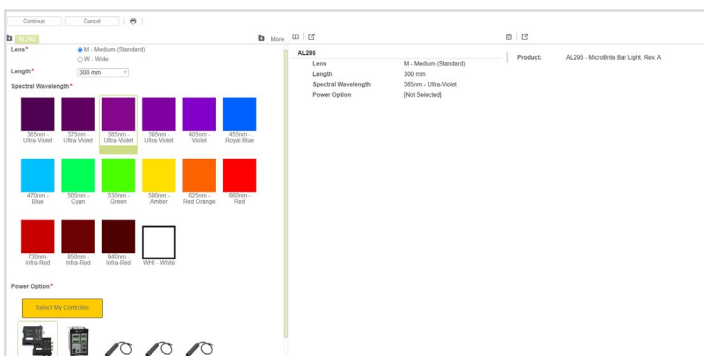 Continue Cancel
AL295 More
Lens* M - Medium (Standard)
W - Wide
Length* 300 mm
Spectral Wavelength*
365nm - Ultra-Violet
375nm - Ultra-Violet
385nm - Ultra-Violet
395nm - Ultra-Violet
405nm - Violet
455nm - Royal Blue
470nm - Blue
505nm - Cyan
530nm - Green
590nm - Amber
625nm - Red Orange
660nm - Red
730nm- Infra-Red
850nm - Infra-Red
940nm - Infra-Red
WHI - White
Power Option*
Select My Controller
AL295
Lens M - Medium (Standard)
Length 300 mm
Spectral Wavelength 385nm - Ultra-Violet
Power Option [Not Selected]
Product: AL295 - MicroBrite Bar Light, Rev. A